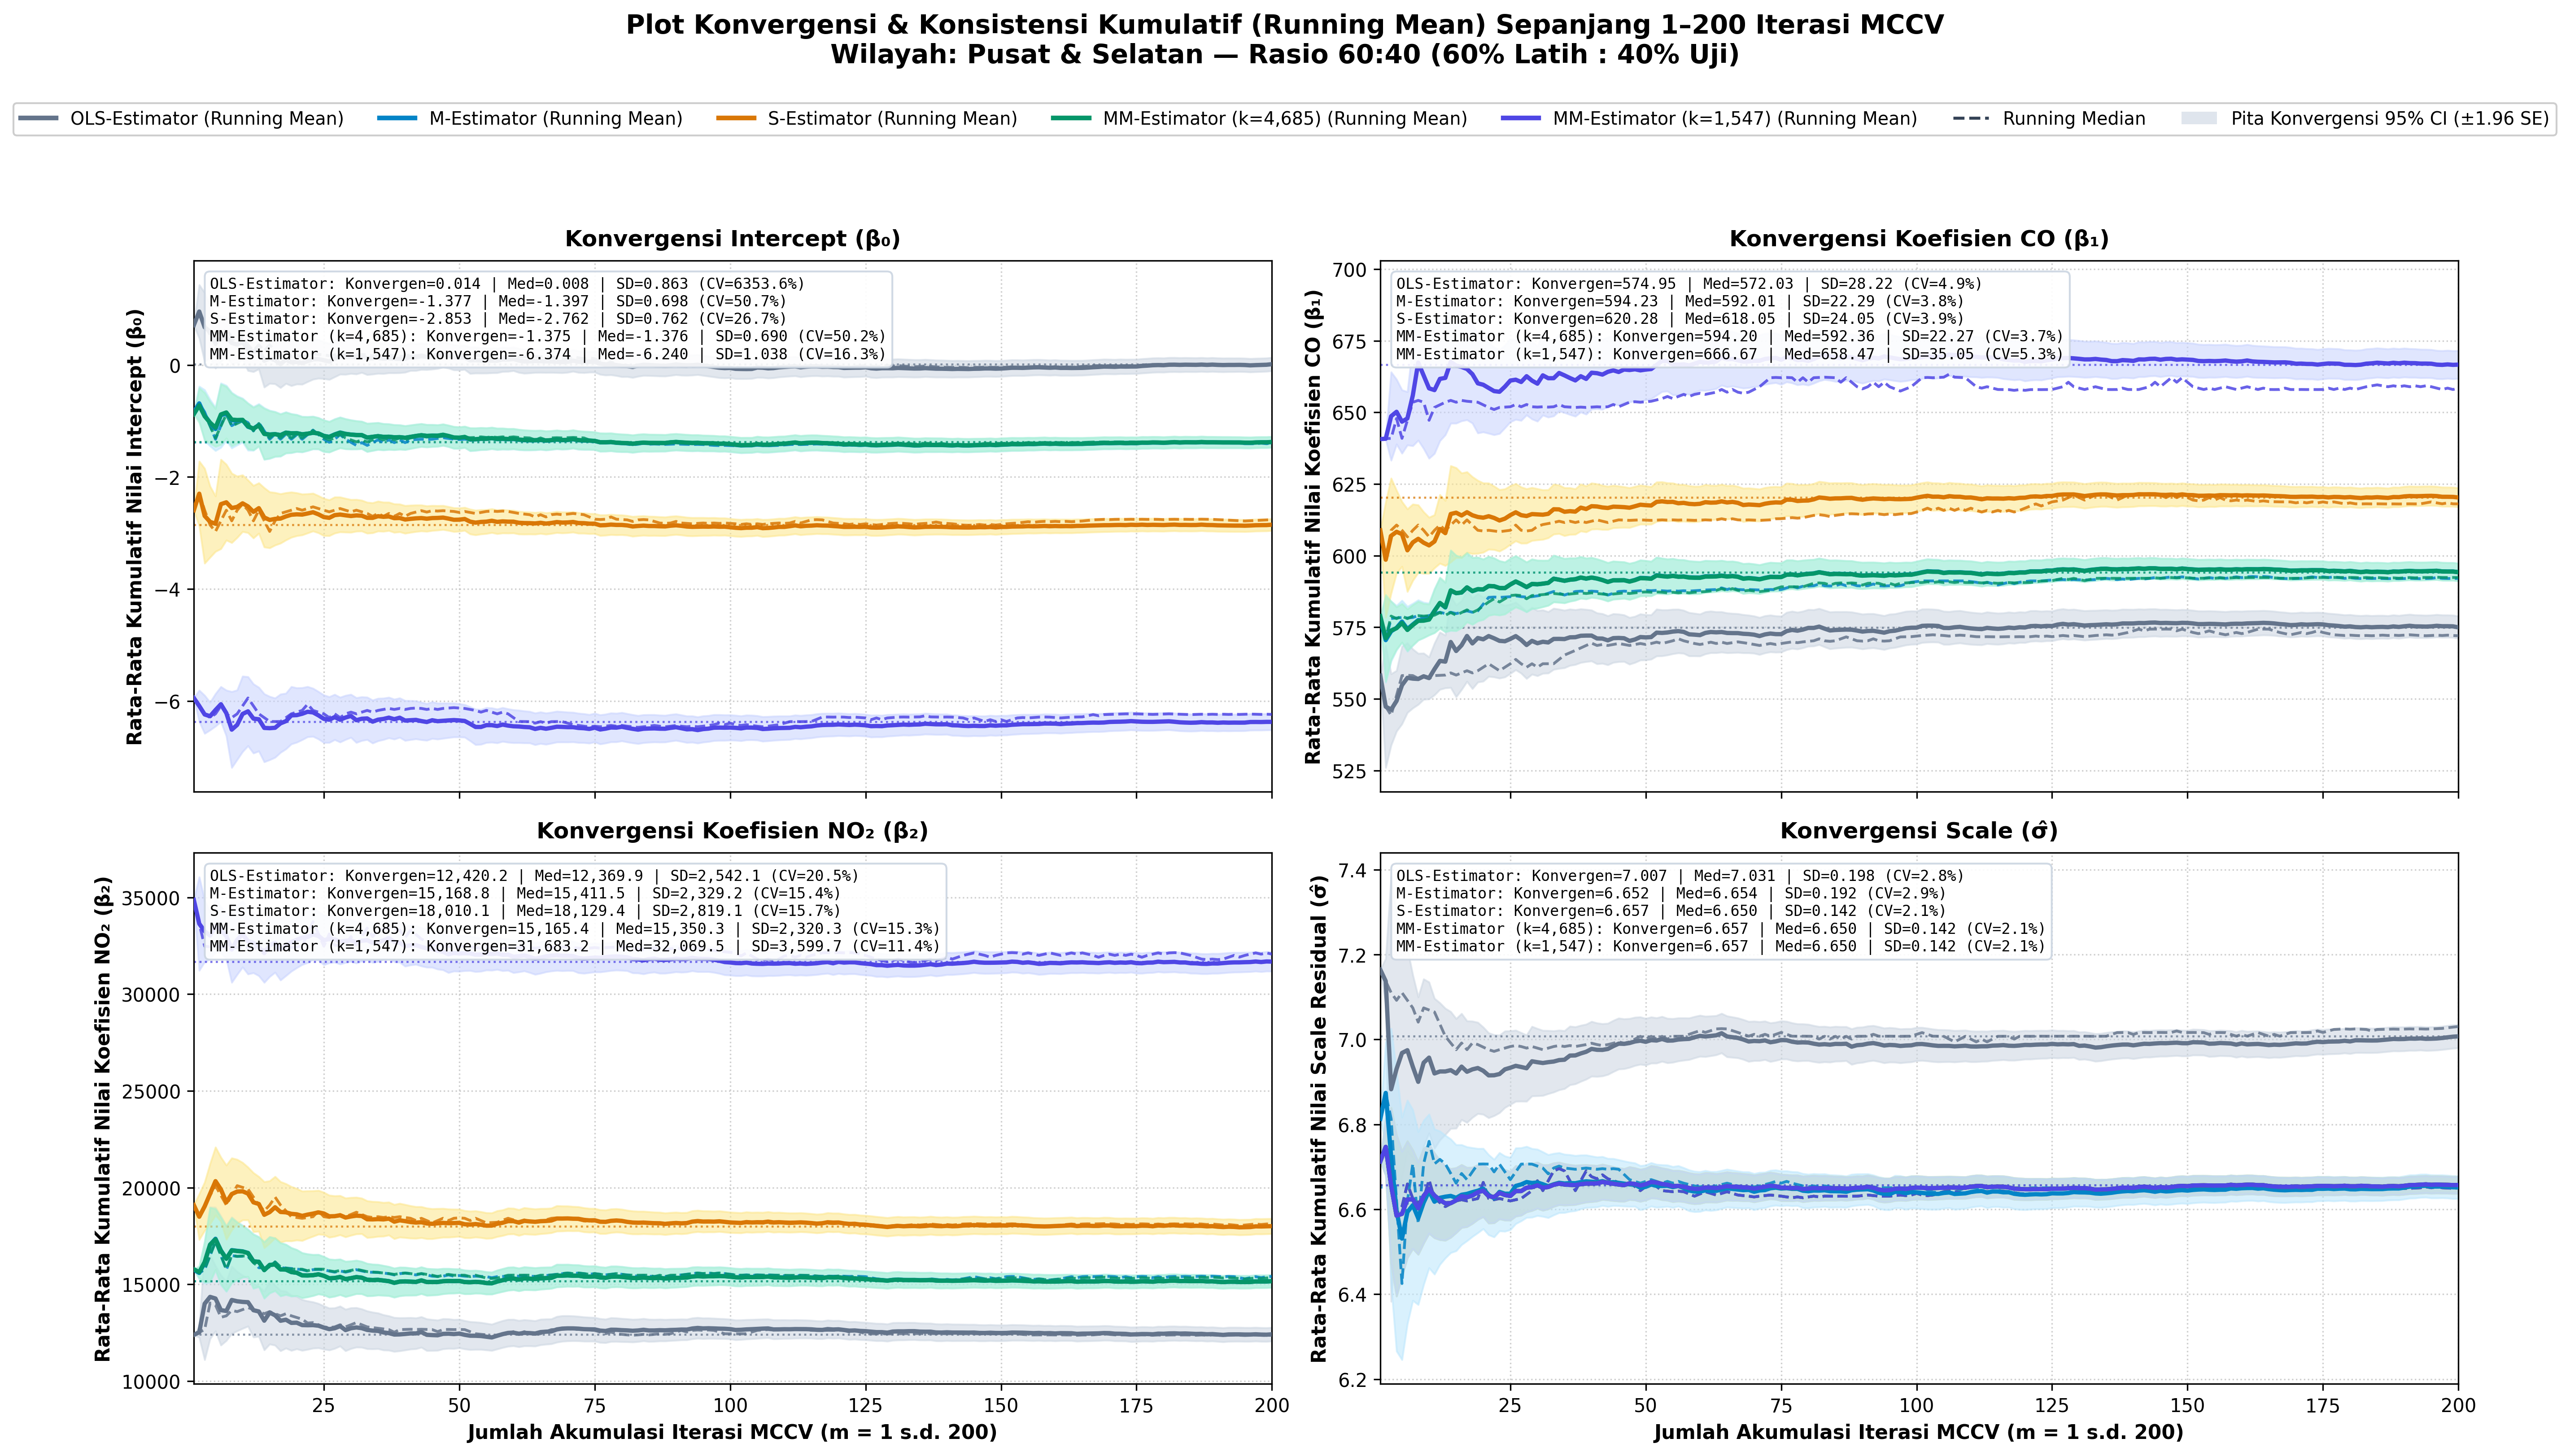 Plot Konvergensi & Konsistensi Kumulatif (Running Mean) Sepanjang 1–200 Iterasi MCCV
Wilayah: Pusat & Selatan — Rasio 60:40 (60% Latih : 40% Uji)
OLS-Estimator (Running Mean) M-Estimator (Running Mean) S-Estimator (Running Mean) MM-Estimator (k=4,685) (Running Mean) MM-Estimator (k=1,547) (Running Mean) Running Median Pita Konvergensi 95% CI (±1.96 SE)
Konvergensi Intercept (β₀)
Rata-Rata Kumulatif Nilai Intercept (β₀)
OLS-Estimator: Konvergen=0.014 | Med=0.008 | SD=0.863 (CV=6353.6%)
M-Estimator: Konvergen=-1.377 | Med=-1.397 | SD=0.698 (CV=50.7%)
S-Estimator: Konvergen=-2.853 | Med=-2.762 | SD=0.762 (CV=26.7%)
MM-Estimator (k=4,685): Konvergen=-1.375 | Med=-1.376 | SD=0.690 (CV=50.2%)
MM-Estimator (k=1,547): Konvergen=-6.374 | Med=-6.240 | SD=1.038 (CV=16.3%)
0
−2
−4
−6
Konvergensi Koefisien CO (β₁)
Rata-Rata Kumulatif Nilai Koefisien CO (β₁)
OLS-Estimator: Konvergen=574.95 | Med=572.03 | SD=28.22 (CV=4.9%)
M-Estimator: Konvergen=594.23 | Med=592.01 | SD=22.29 (CV=3.8%)
S-Estimator: Konvergen=620.28 | Med=618.05 | SD=24.05 (CV=3.9%)
MM-Estimator (k=4,685): Konvergen=594.20 | Med=592.36 | SD=22.27 (CV=3.7%)
MM-Estimator (k=1,547): Konvergen=666.67 | Med=658.47 | SD=35.05 (CV=5.3%)
700
675
650
625
600
575
550
525
Konvergensi Koefisien NO₂ (β₂)
Rata-Rata Kumulatif Nilai Koefisien NO₂ (β₂)
OLS-Estimator: Konvergen=12,420.2 | Med=12,369.9 | SD=2,542.1 (CV=20.5%)
M-Estimator: Konvergen=15,168.8 | Med=15,411.5 | SD=2,329.2 (CV=15.4%)
S-Estimator: Konvergen=18,010.1 | Med=18,129.4 | SD=2,819.1 (CV=15.7%)
MM-Estimator (k=4,685): Konvergen=15,165.4 | Med=15,350.3 | SD=2,320.3 (CV=15.3%)
MM-Estimator (k=1,547): Konvergen=31,683.2 | Med=32,069.5 | SD=3,599.7 (CV=11.4%)
35000
30000
25000
20000
15000
10000
25 50 75 100 125 150 175 200
Jumlah Akumulasi Iterasi MCCV (m = 1 s.d. 200)
Konvergensi Scale (σ̂)
Rata-Rata Kumulatif Nilai Scale Residual (σ̂)
OLS-Estimator: Konvergen=7.007 | Med=7.031 | SD=0.198 (CV=2.8%)
M-Estimator: Konvergen=6.652 | Med=6.654 | SD=0.192 (CV=2.9%)
S-Estimator: Konvergen=6.657 | Med=6.650 | SD=0.142 (CV=2.1%)
MM-Estimator (k=4,685): Konvergen=6.657 | Med=6.650 | SD=0.142 (CV=2.1%)
MM-Estimator (k=1,547): Konvergen=6.657 | Med=6.650 | SD=0.142 (CV=2.1%)
7.4
7.2
7.0
6.8
6.6
6.4
6.2
25 50 75 100 125 150 175 200
Jumlah Akumulasi Iterasi MCCV (m = 1 s.d. 200)